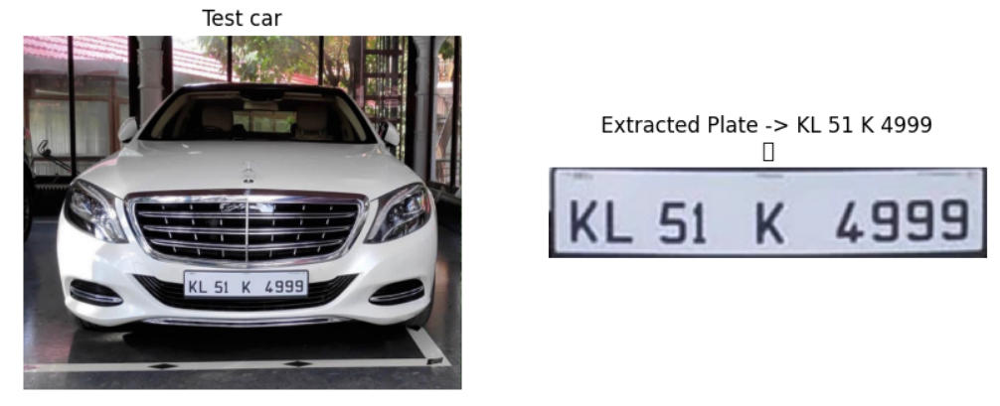 Test car
KL 51 K 4999
Extracted Plate -> KL 51 K 4999
KL 51 K 4999